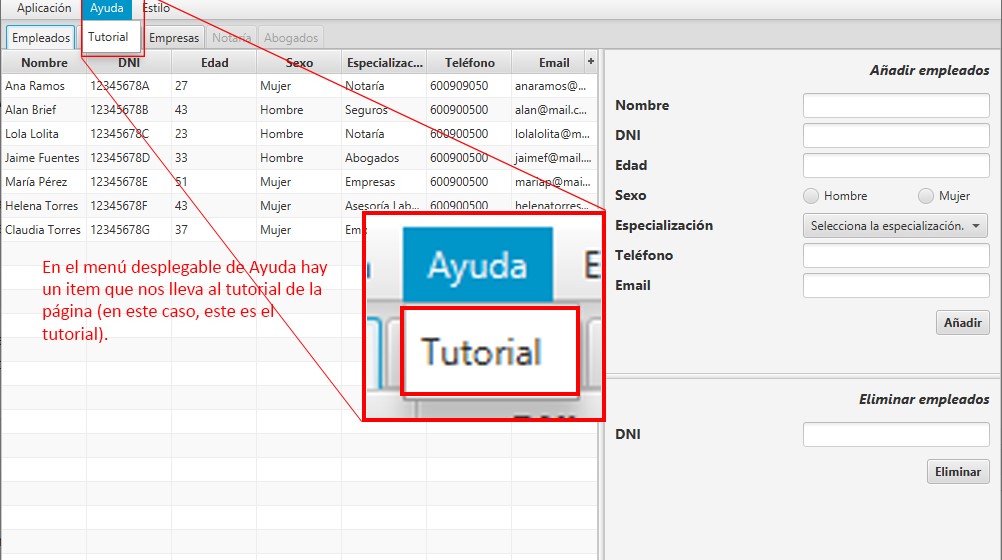 Aplicación Ayuda Estilo
Tutorial
Empleados Empresas Notaría Abogados
Nombre DNI Edad Sexo Especializac... Teléfono Email +
Ana Ramos 12345678A 27 Mujer Notaría 600909050 anaramos@...
Alan Brief 12345678B 43 Hombre Seguros 600900500 alan@mail.c...
Lola Lolita 12345678C 23 Hombre Notaría 600900500 lolalolita@m...
Jaime Fuentes 12345678D 33 Hombre Abogados 600900500 jaimef@mail....
María Pérez 12345678E 51 Mujer Empresas 600900500 mariap@mai...
Helena Torres 12345678F 43 Mujer Asesoría Lab... 600900500 helenatorres...
Claudia Torres 12345678G 37 Mujer
En el menú desplegable de Ayuda hay
un item que nos lleva al tutorial de la
página (en este caso, este es el
tutorial).
Ayuda E
Tutorial
Añadir empleados
Nombre
DNI
Edad
Sexo Hombre Mujer
Especialización Selecciona la especialización.
Teléfono
Email
Añadir
Eliminar empleados
DNI
Eliminar